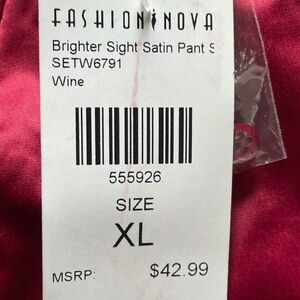 FASHION NOVA
Brighter Sight Satin Pant S
SETW6791
Wine
555926
SIZE
XL
MSRP: $42.99